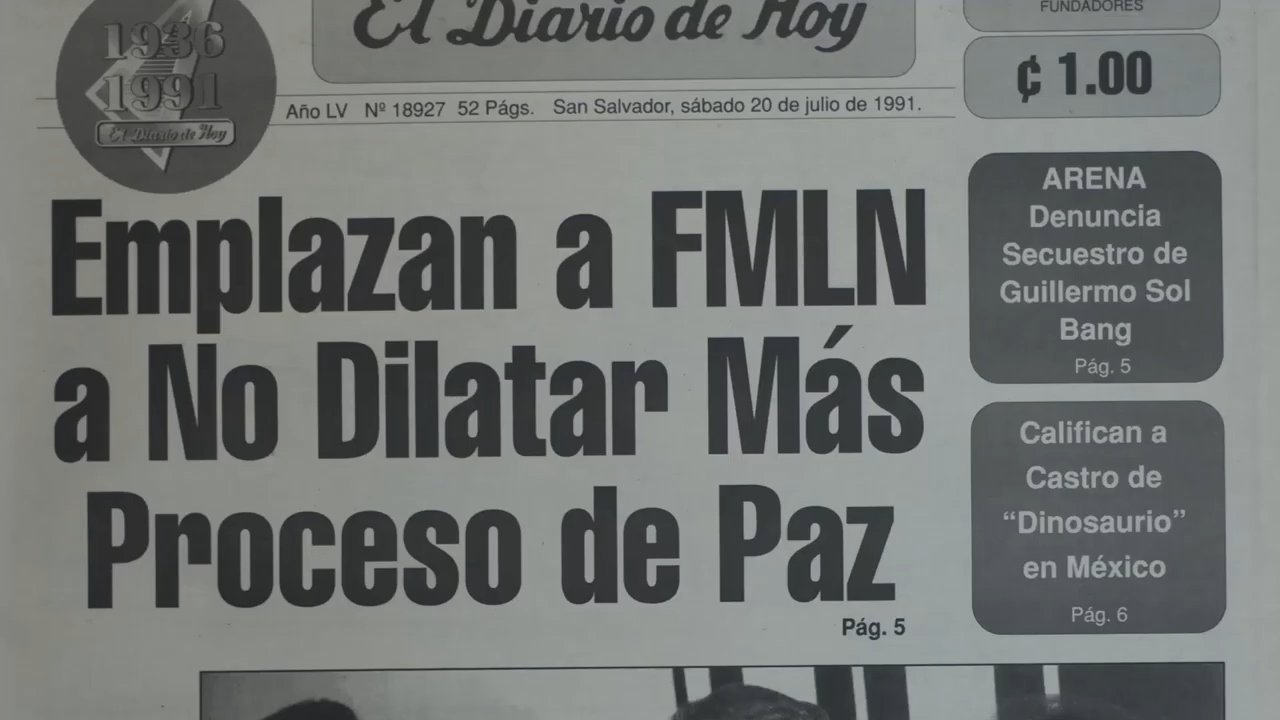 1936
1991
El Diario de Hoy
El Diario de Hoy
FUNDADORES
₡ 1.00
Año LV Nº 18927 52 Págs. San Salvador, sábado 20 de julio de 1991.
Emplazan a FMLN
a No Dilatar Más
Proceso de Paz
Pág. 5
ARENA
Denuncia
Secuestro de
Guillermo Sol
Bang
Pág. 5
Califican a
Castro de
“Dinosaurio”
en México
Pág. 6